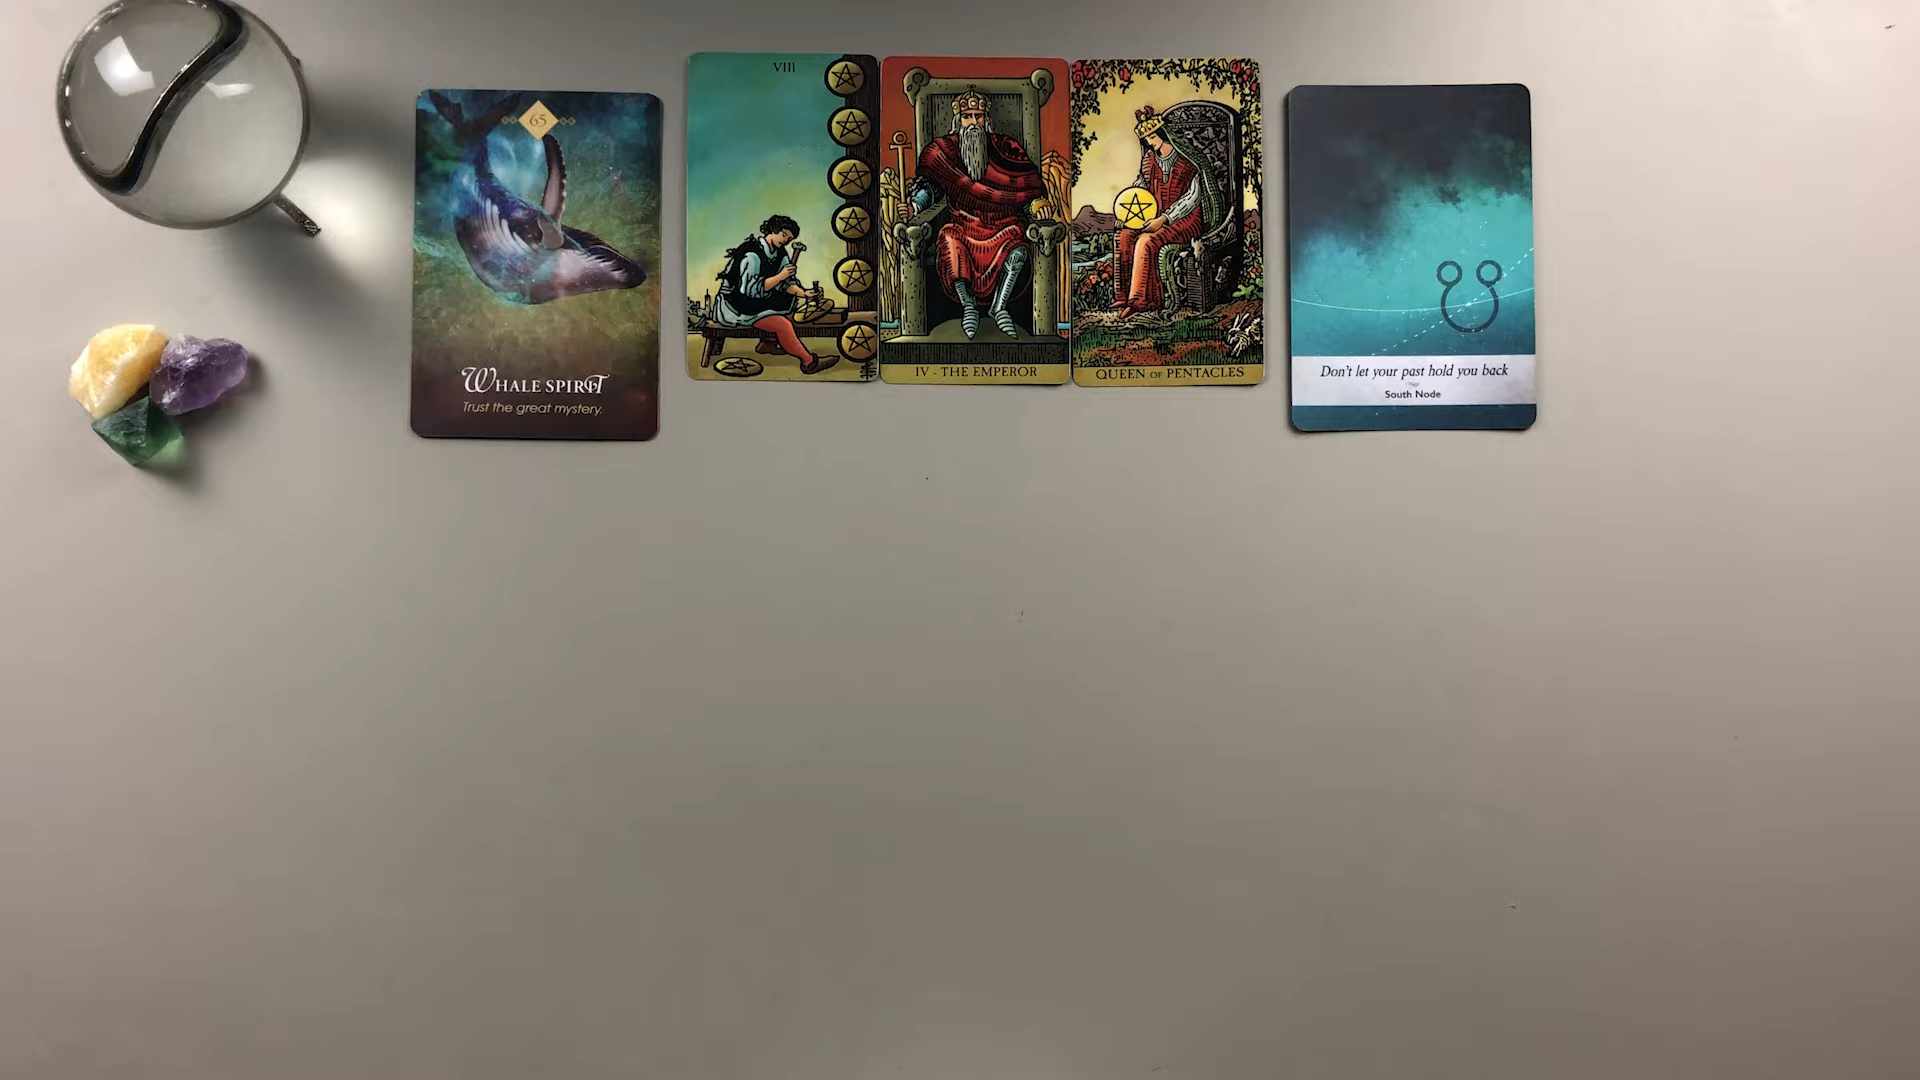 65
WHALE SPIRIT
Trust the great mystery.
VIII
IV - THE EMPEROR
QUEEN OF PENTACLES
Don't let your past hold you back
South Node